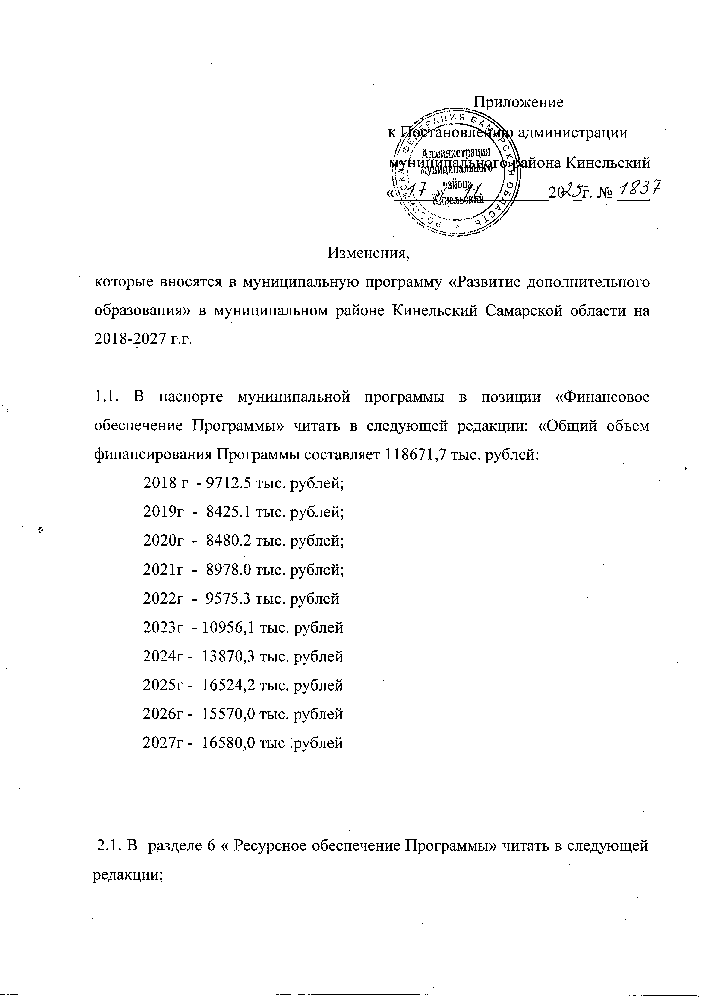 Приложение
к Постановлению администрации
муниципального района Кинельский
« 17 » 11 2025г. № 1837
РОССИЙСКАЯ ФЕДЕРАЦИЯ САМАРСКАЯ ОБЛАСТЬ *
Администрация
муниципального
района
Кинельский
Изменения,
которые вносятся в муниципальную программу «Развитие дополнительного
образования» в муниципальном районе Кинельский Самарской области на
2018-2027 г.г.
1.1. В паспорте муниципальной программы в позиции «Финансовое
обеспечение Программы» читать в следующей редакции: «Общий объем
финансирования Программы составляет 118671,7 тыс. рублей:
2018 г - 9712.5 тыс. рублей;
2019г - 8425.1 тыс. рублей;
2020г - 8480.2 тыс. рублей;
2021г - 8978.0 тыс. рублей;
2022г - 9575.3 тыс. рублей
2023г - 10956,1 тыс. рублей
2024г - 13870,3 тыс. рублей
2025г - 16524,2 тыс. рублей
2026г - 15570,0 тыс. рублей
2027г - 16580,0 тыс .рублей
2.1. В разделе 6 « Ресурсное обеспечение Программы» читать в следующей
редакции;